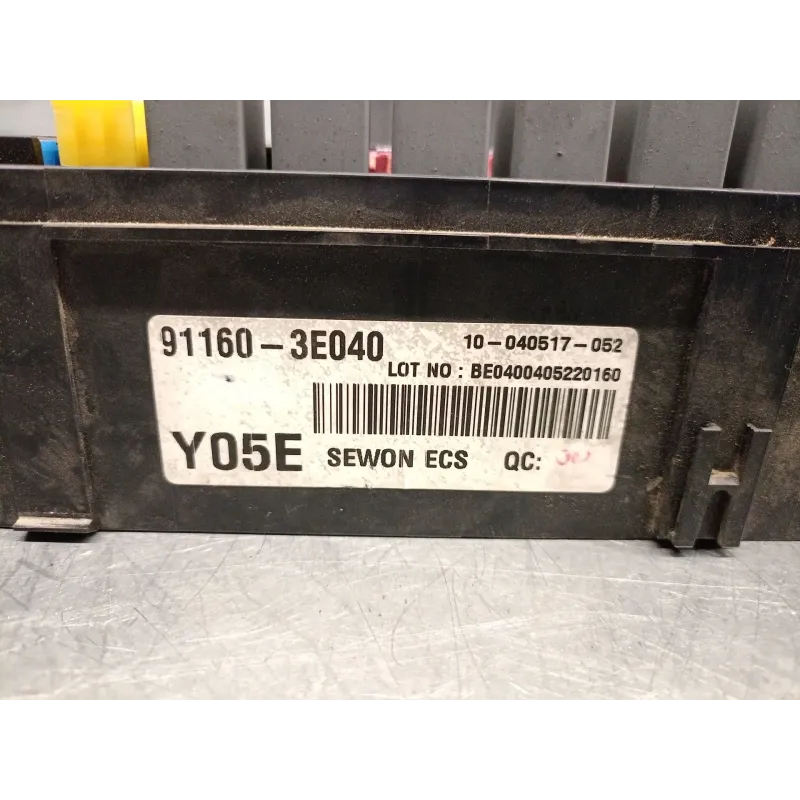 91160-3E040 10-040517-052
LOT NO : BE0400405220160
Y05E SEWON ECS QC: